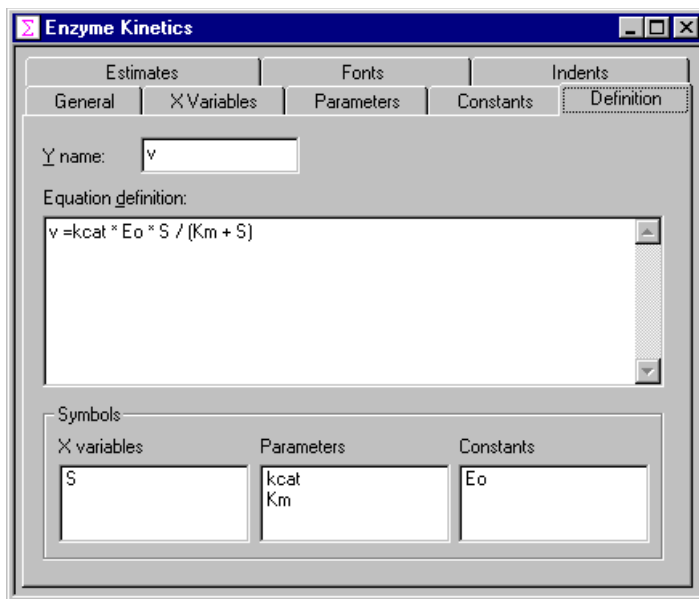 Σ Enzyme Kinetics
Estimates Fonts Indents
General X Variables Parameters Constants Definition
Y name: v
Equation definition:
v =kcat * Eo * S / (Km + S)
Symbols
X variables Parameters Constants
S kcat Eo
Km